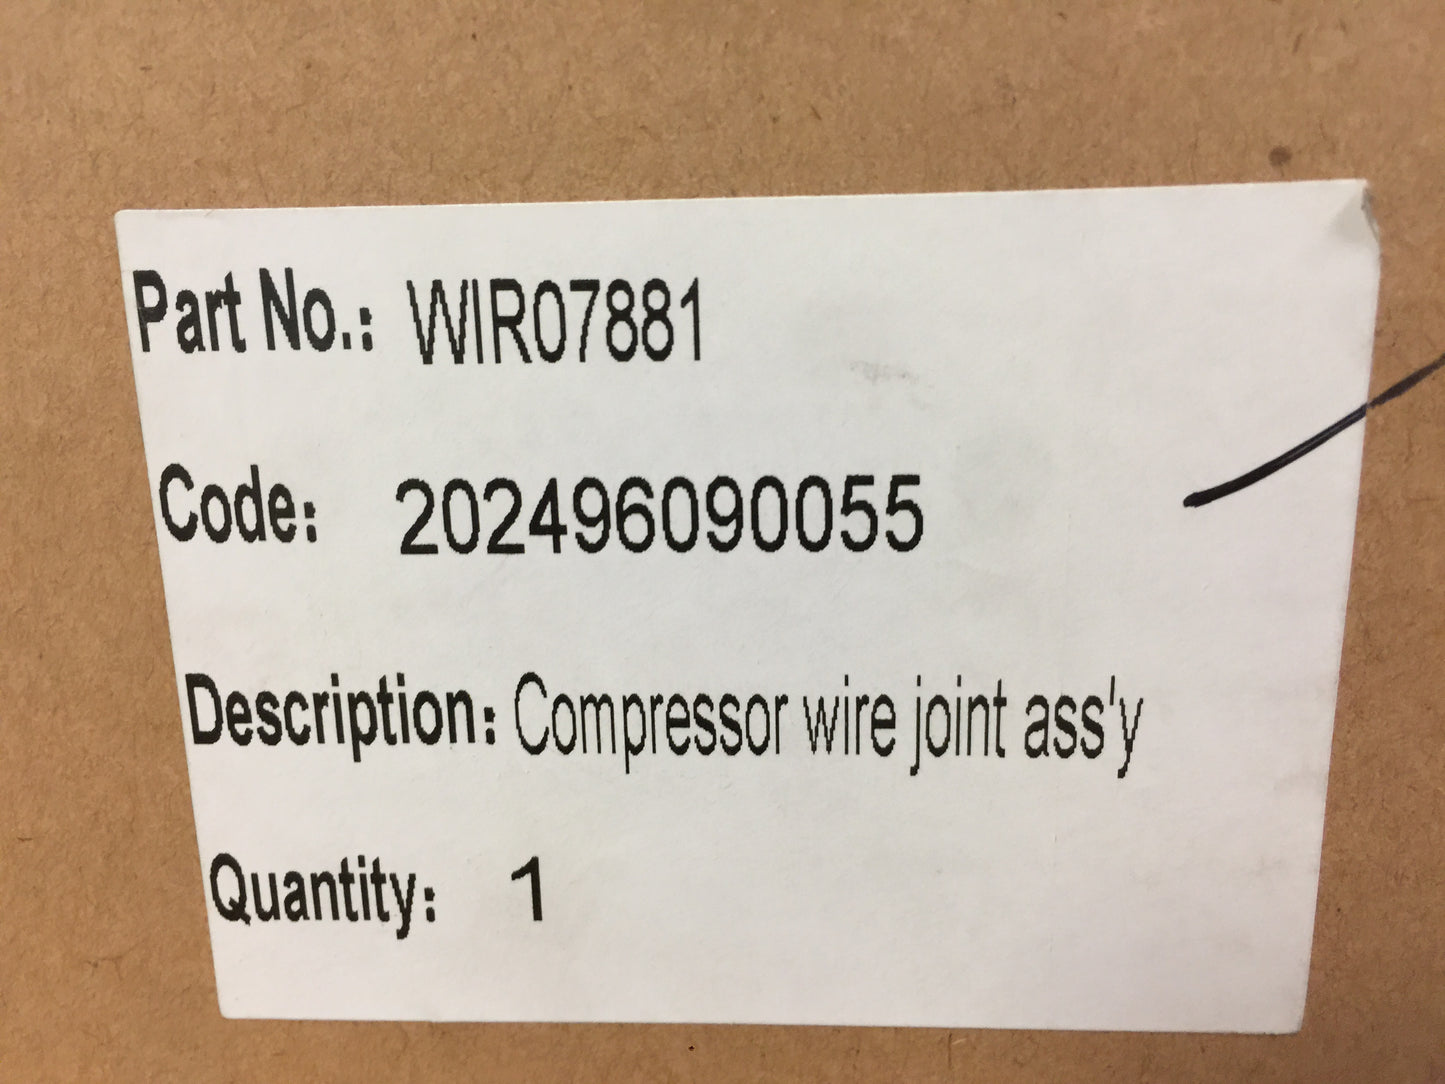 Part No.: WIR07881
Code: 202496090055
Description: Compressor wire joint ass'y
Quantity: 1